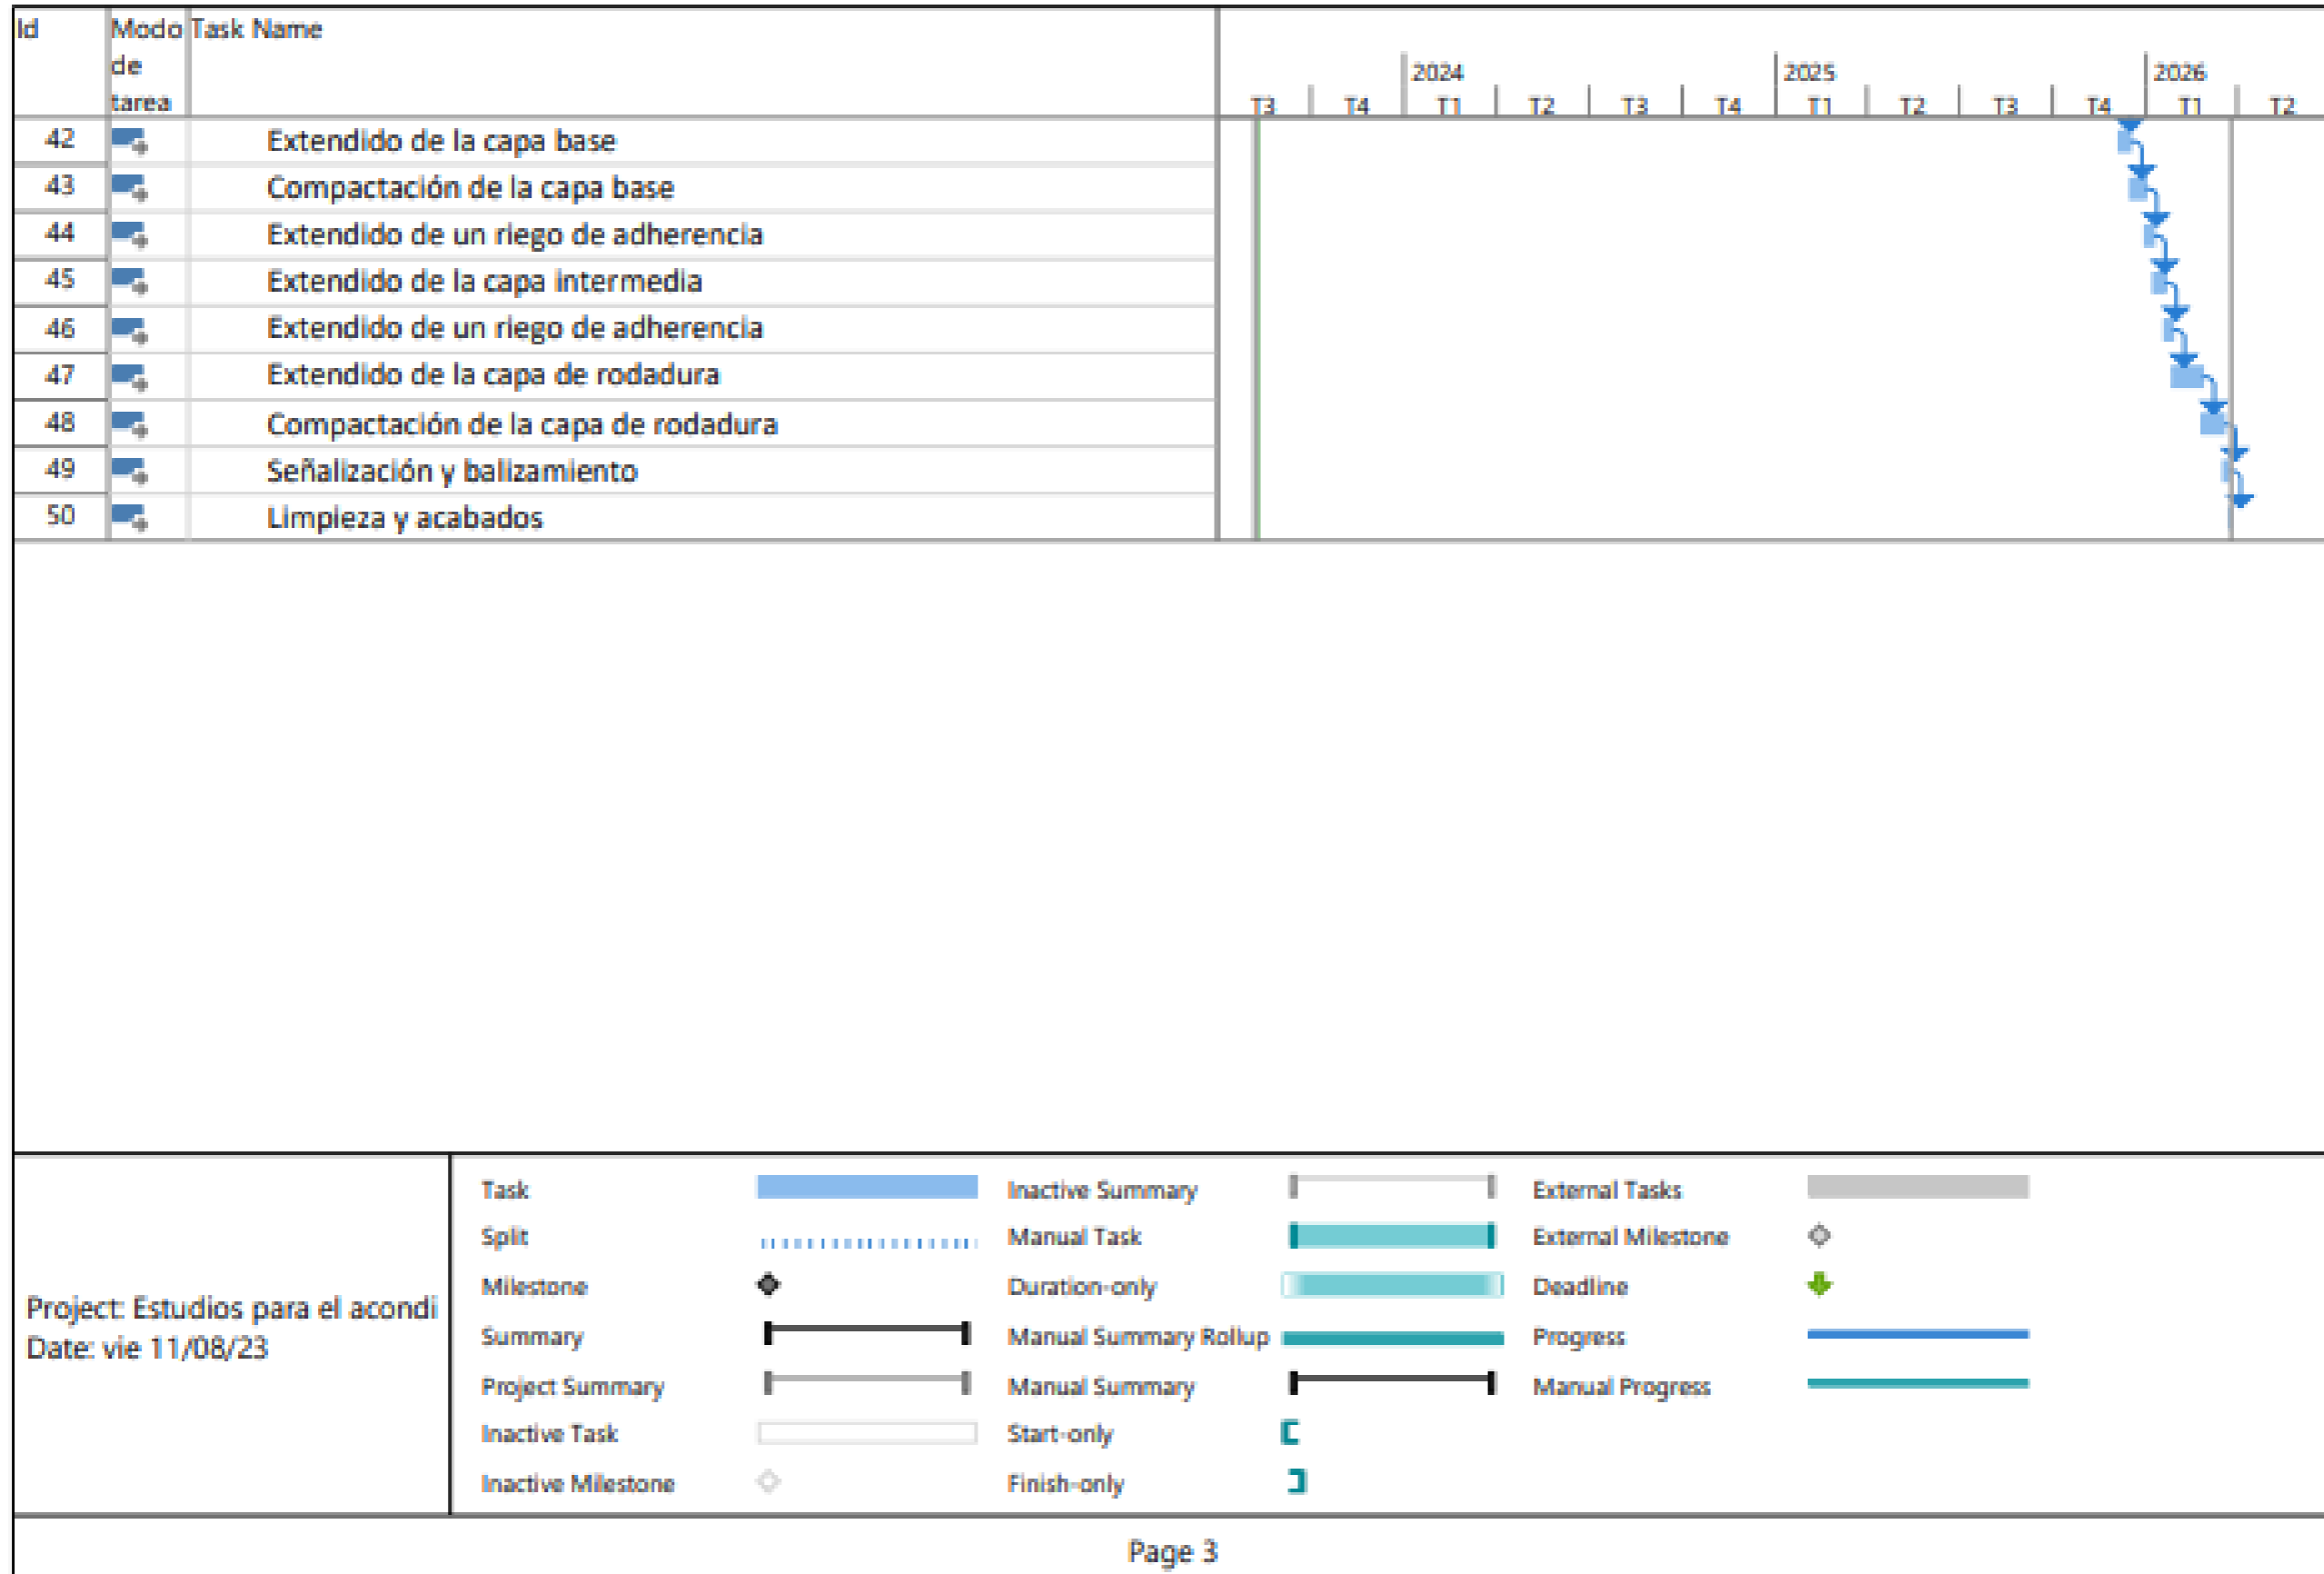 Id Modo de tarea Task Name
2024 2025 2026
T3 T4 T1 T2 T3 T4 T1 T2 T3 T4 T1 T2
42 Extendido de la capa base
43 Compactación de la capa base
44 Extendido de un riego de adherencia
45 Extendido de la capa intermedia
46 Extendido de un riego de adherencia
47 Extendido de la capa de rodadura
48 Compactación de la capa de rodadura
49 Señalización y balizamiento
50 Limpieza y acabados
Project: Estudios para el acondi
Date: vie 11/08/23
Task
Split
Milestone
Summary
Project Summary
Inactive Task
Inactive Milestone
Inactive Summary
Manual Task
Duration-only
Manual Summary Rollup
Manual Summary
Start-only
Finish-only
External Tasks
External Milestone
Deadline
Progress
Manual Progress
Page 3